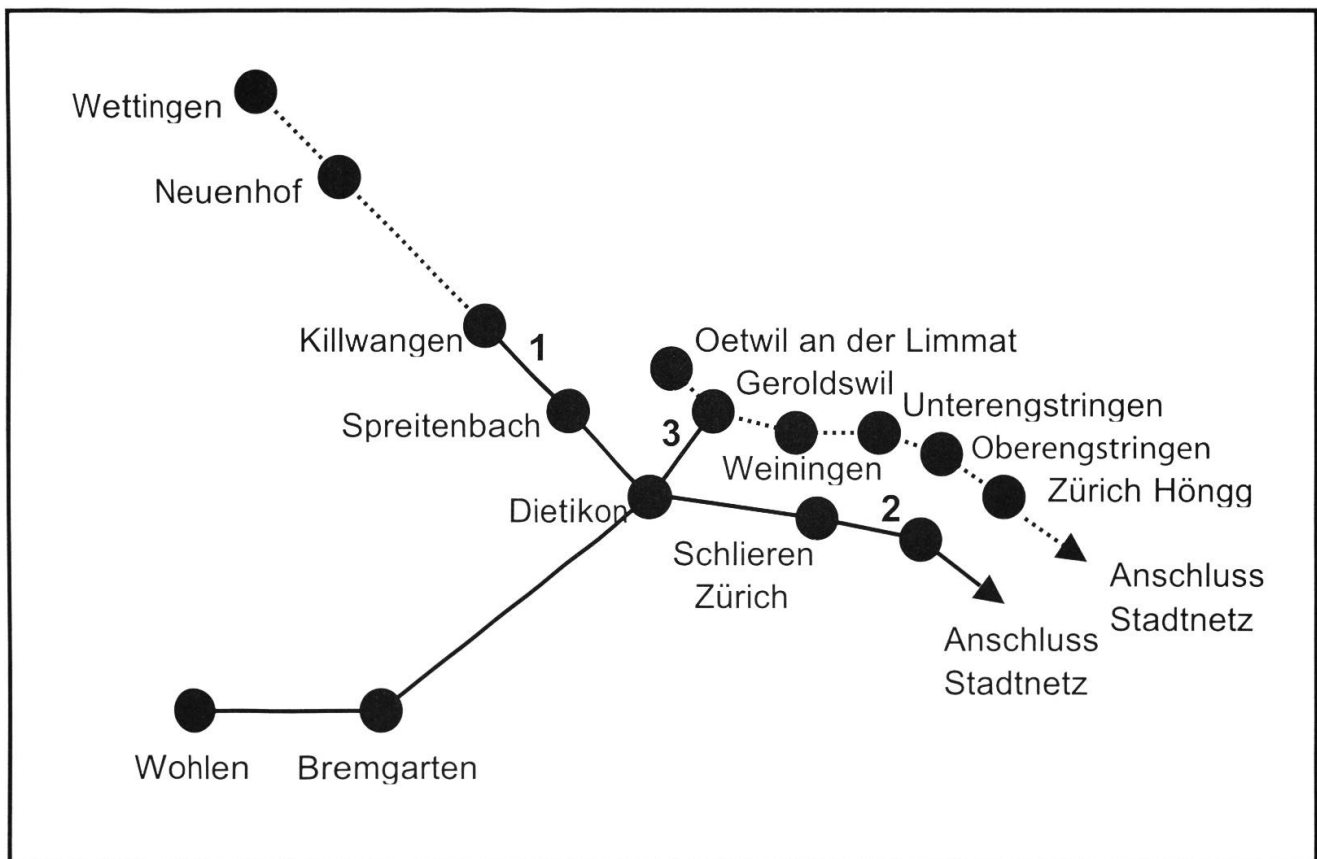 Wettingen
Neuenhof
Killwangen
1
Oetwil an der Limmat
Geroldswil
Spreitenbach
3
Unterengstringen
Weiningen
Oberengstringen
Dietikon
Zürich Höngg
2
Schlieren
Zürich
Anschluss
Stadtnetz
Anschluss
Stadtnetz
Wohlen
Bremgarten